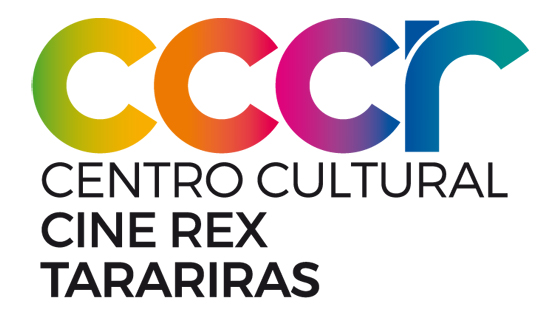 cccr
CENTRO CULTURAL
CINE REX
TARARIRAS